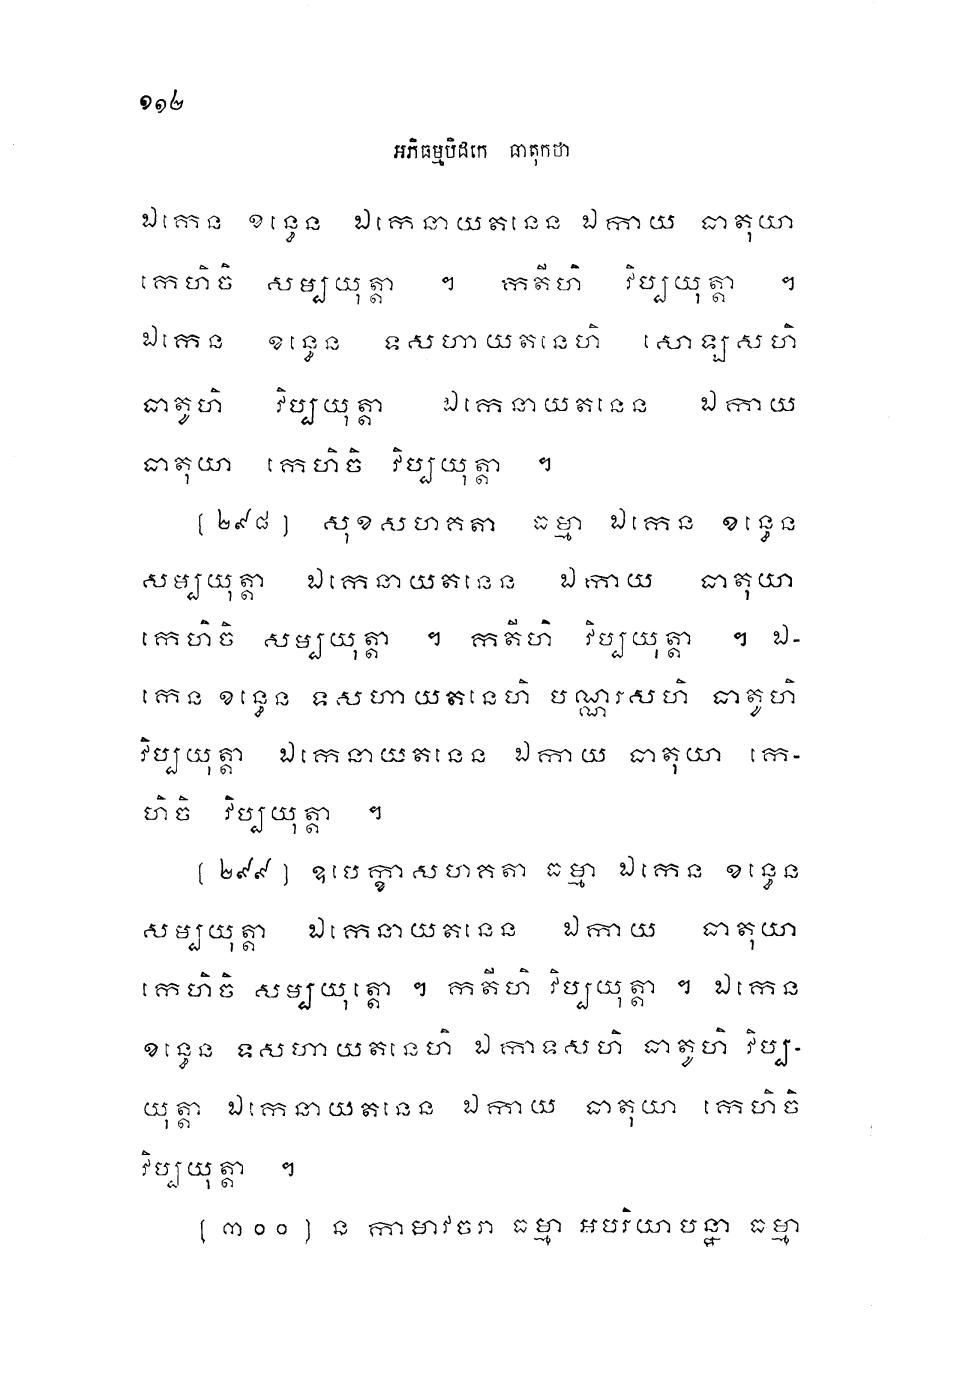 ១១២
អភិធម្មបិដកេ ធាតុកថា
ឯកេន ខន្ធេន ឯកេនាយតនេន ឯកាយ ធាតុយា
កេហិចិ សម្បយុត្តា ។ កតីហិ វិប្បយុត្តា ។
ឯកេន ខន្ធេន ទសហាយតនេហិ សោឡសហិ
ធាតូហិ វិប្បយុត្តា ឯកេនាយតនេន ឯកាយ
ធាតុយា កេហិចិ វិប្បយុត្តា ។
[២៩៨] សុខសហគតា ធម្មា ឯកេន ខន្ធេន
សម្បយុត្តា ឯកេនាយតនេន ឯកាយ ធាតុយា
កេហិចិ សម្បយុត្តា ។ កតីហិ វិប្បយុត្តា ។ ឯ-
កេន ខន្ធេន ទសហាយតនេហិ បណ្ណរសហិ ធាតូហិ
វិប្បយុត្តា ឯកេនាយតនេន ឯកាយ ធាតុយា កេ-
ហិចិ វិប្បយុត្តា ។
[២៩៩] ឧបេក្ខាសហគតា ធម្មា ឯកេន ខន្ធេន
សម្បយុត្តា ឯកេនាយតនេន ឯកាយ ធាតុយា
កេហិចិ សម្បយុត្តោ ។ កតីហិ វិប្បយុត្តា ។ ឯកេន
ខន្ធេន ទសហាយតនេហិ ឯកាទសហិ ធាតូហិ វិប្ប-
យុត្តា ឯកេនាយតនេន ឯកាយ ធាតុយា កេហិចិ
វិប្បយុត្តា ។
[៣០០] ន កាមាវចរា ធម្មា អបរិយាបន្នា ធម្មា